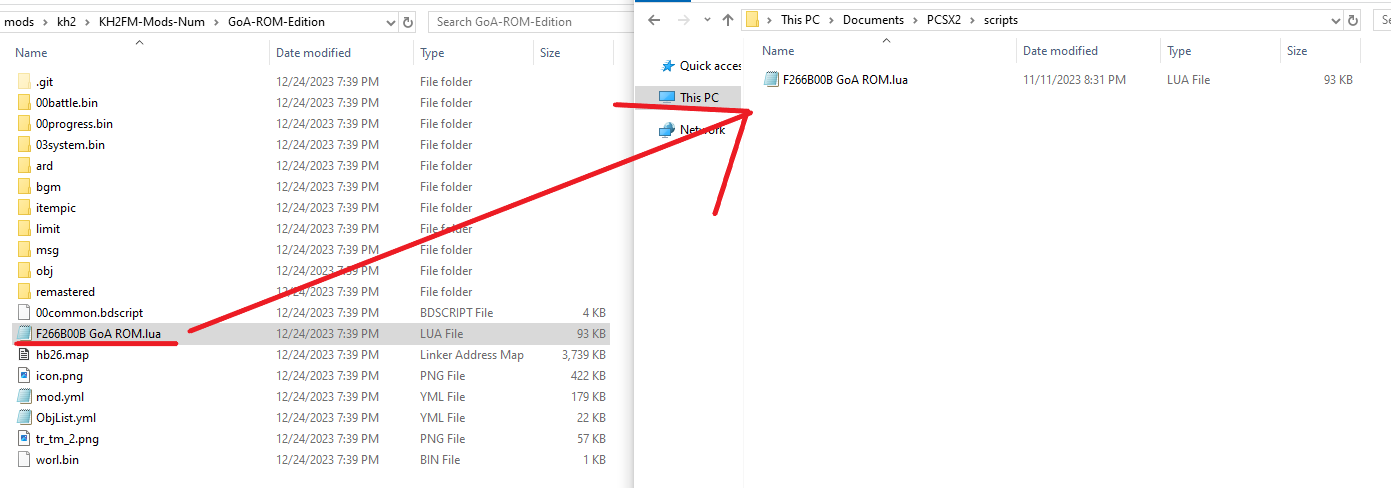 mods > kh2 > KH2FM-Mods-Num > GoA-ROM-Edition
Search GoA-ROM-Edition
Name Date modified Type Size
.git 12/24/2023 7:39 PM File folder
00battle.bin 12/24/2023 7:39 PM File folder
00progress.bin 12/24/2023 7:39 PM File folder
03system.bin 12/24/2023 7:39 PM File folder
ard 12/24/2023 7:39 PM File folder
bgm 12/24/2023 7:39 PM File folder
itempic 12/24/2023 7:39 PM File folder
limit 12/24/2023 7:39 PM File folder
msg 12/24/2023 7:39 PM File folder
obj 12/24/2023 7:39 PM File folder
remastered 12/24/2023 7:39 PM File folder
00common.bdscript 12/24/2023 7:39 PM BDSCRIPT File 4 KB
F266B00B GoA ROM.lua 12/24/2023 7:39 PM LUA File 93 KB
hb26.map 12/24/2023 7:39 PM Linker Address Map 3,739 KB
icon.png 12/24/2023 7:39 PM PNG File 422 KB
mod.yml 12/24/2023 7:39 PM YML File 179 KB
ObjList.yml 12/24/2023 7:39 PM YML File 22 KB
tr_tm_2.png 12/24/2023 7:39 PM PNG File 57 KB
worl.bin 12/24/2023 7:39 PM BIN File 1 KB
This PC > Documents > PCSX2 > scripts
Se
Quick acces
This PC
Network
Name Date modified Type Size
F266B00B GoA ROM.lua 11/11/2023 8:31 PM LUA File 93 KB